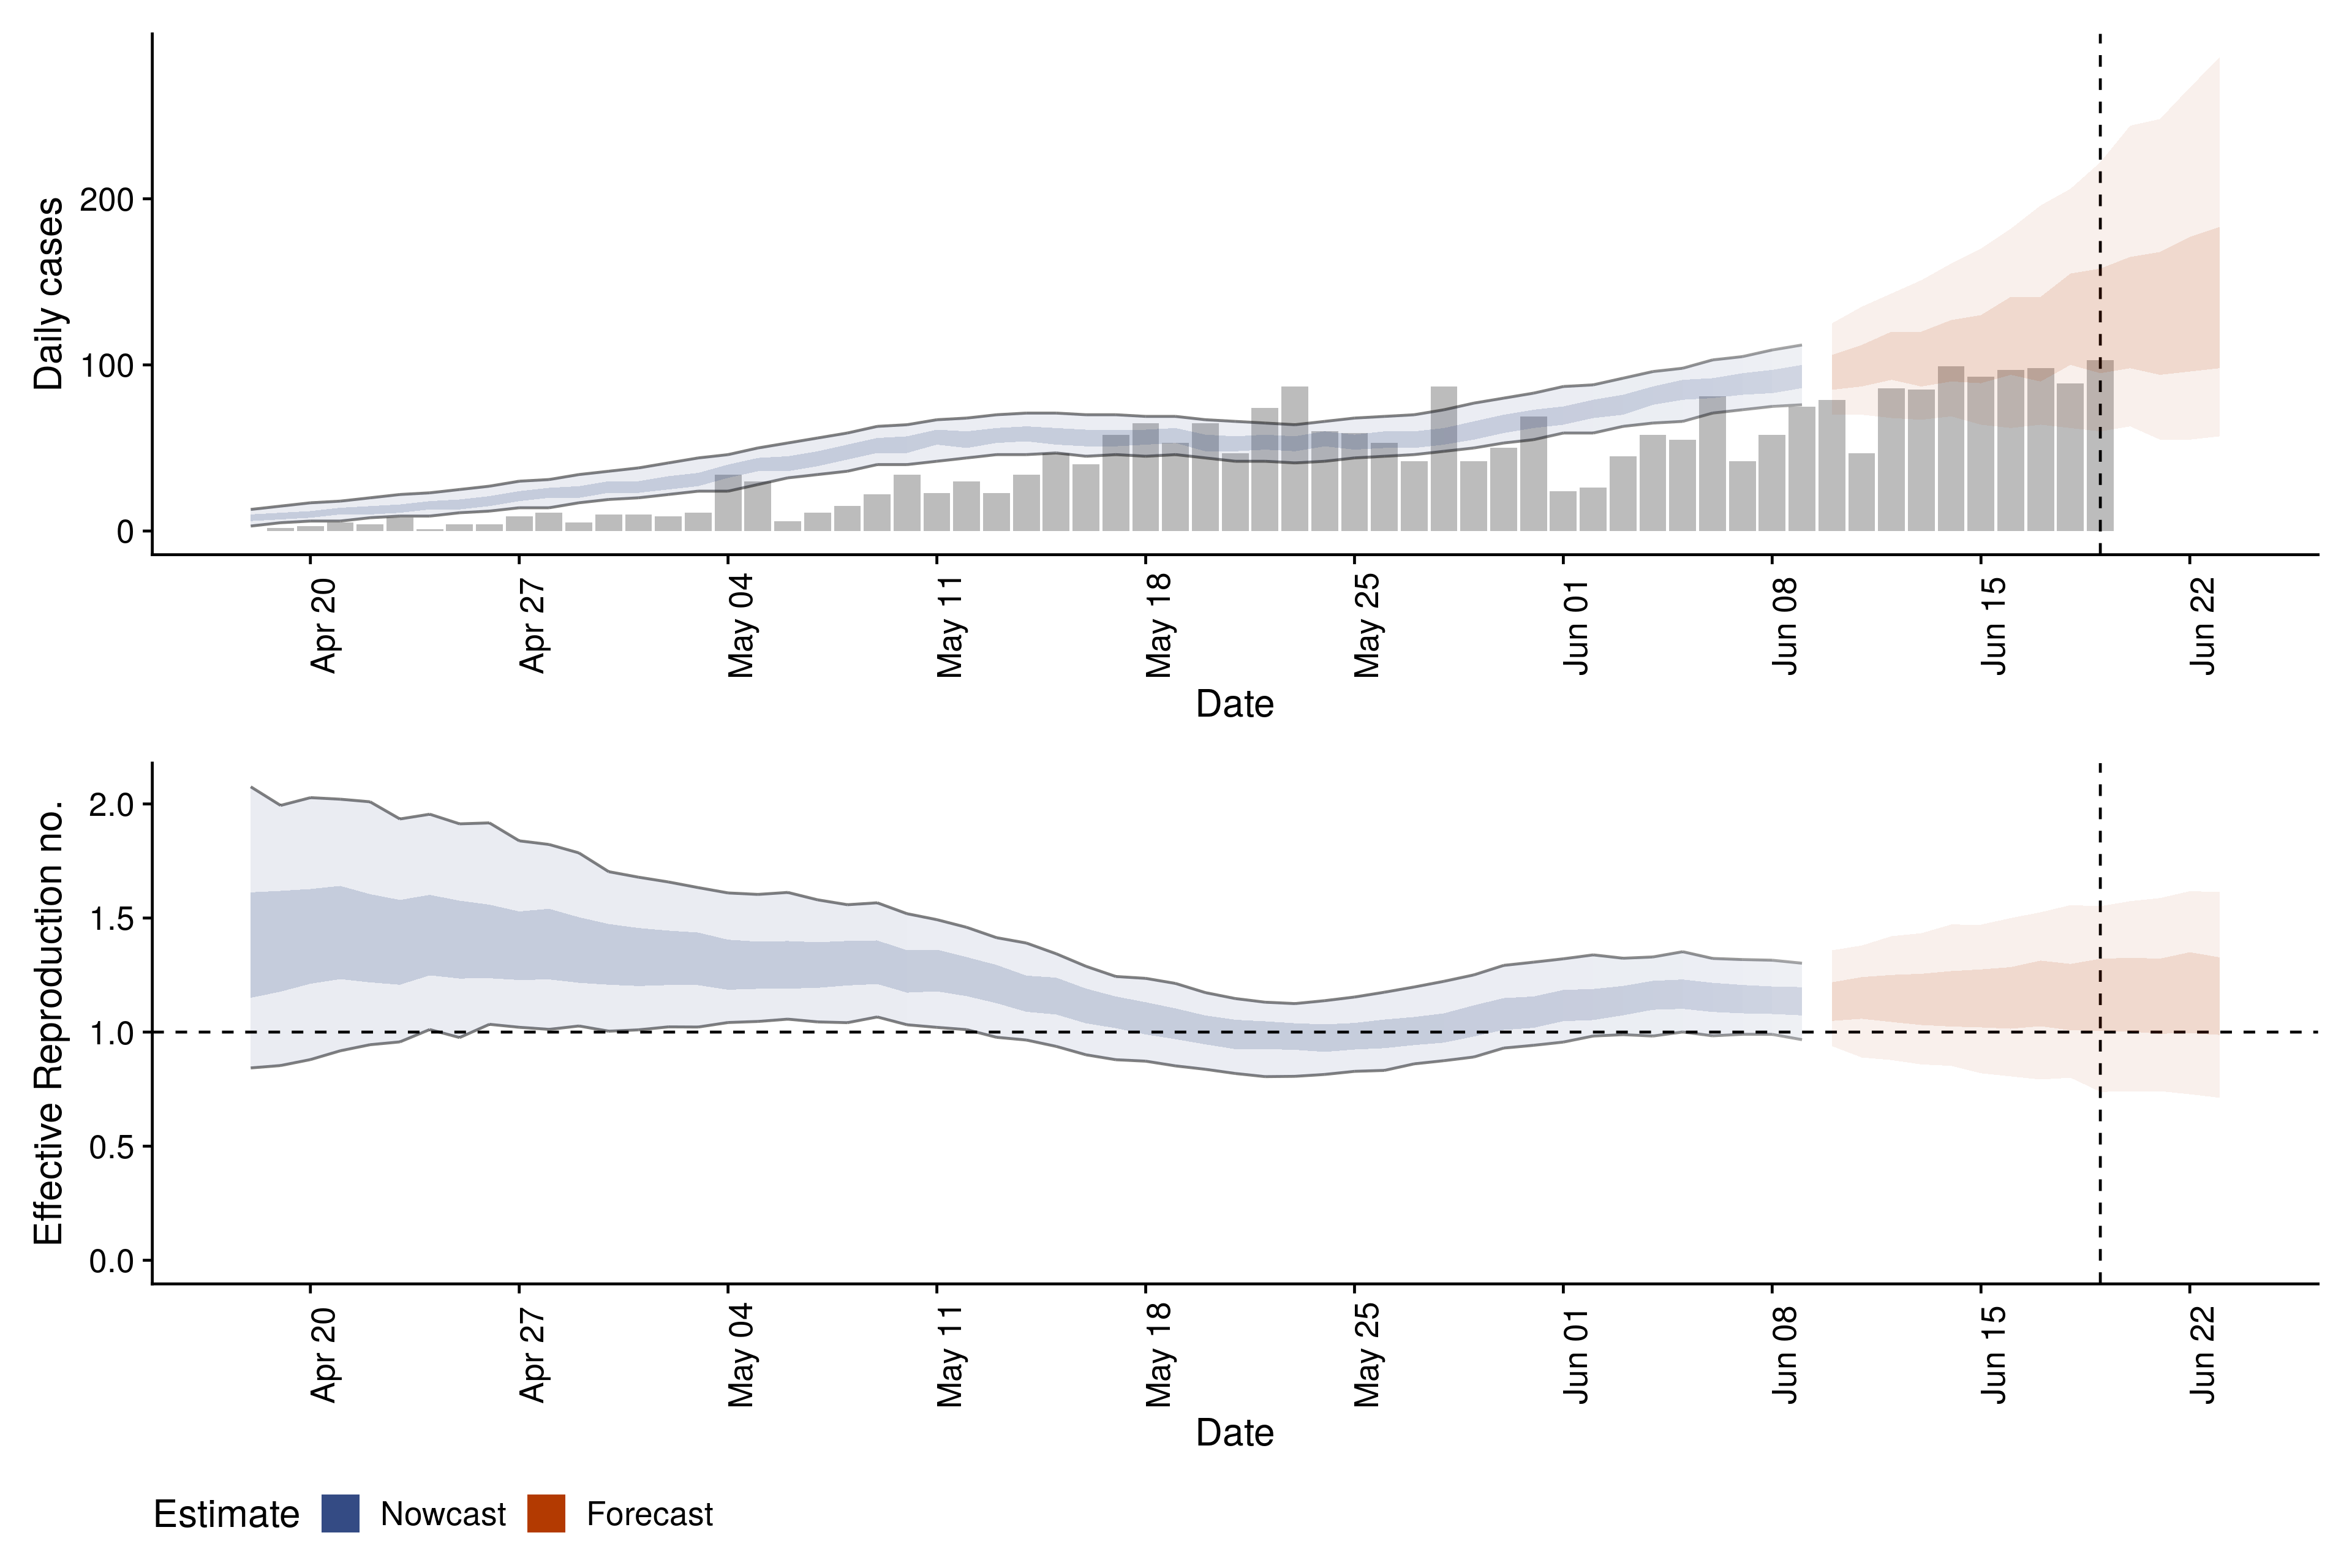 Daily cases
200
100
0
Apr 20
Apr 27
May 04
May 11
May 18
May 25
Jun 01
Jun 08
Jun 15
Jun 22
Date
Effective Reproduction no.
2.0
1.5
1.0
0.5
0.0
Apr 20
Apr 27
May 04
May 11
May 18
May 25
Jun 01
Jun 08
Jun 15
Jun 22
Date
Estimate Nowcast Forecast